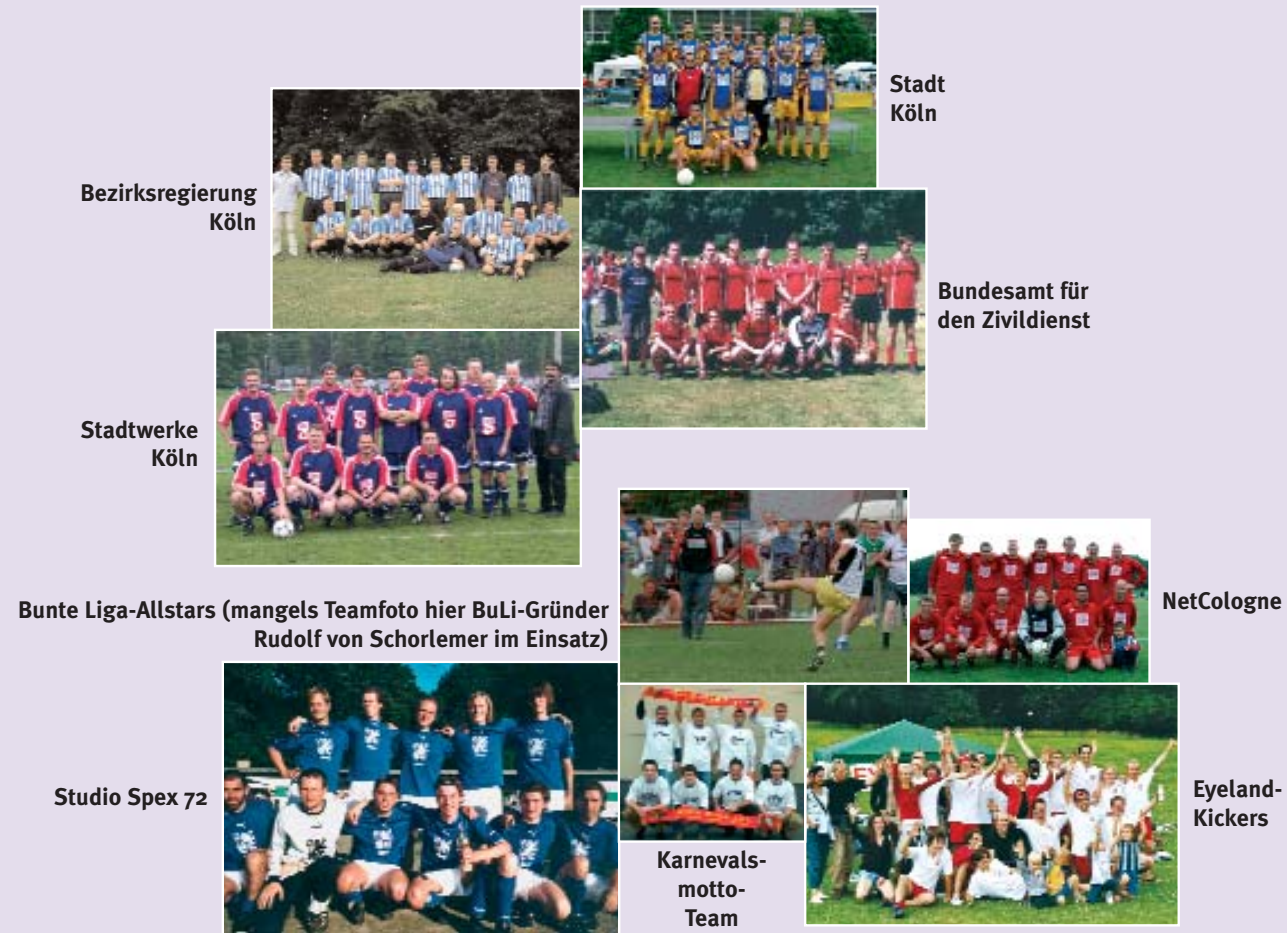 Stadt
Köln
Bezirksregierung
Köln
Bundesamt für
den Zivildienst
Stadtwerke
Köln
Bunte Liga-Allstars (mangels Teamfoto hier BuLi-Gründer
Rudolf von Schorlemer im Einsatz)
NetCologne
Studio Spex 72
Karnevals-
motto-
Team
Eyeland-
Kickers